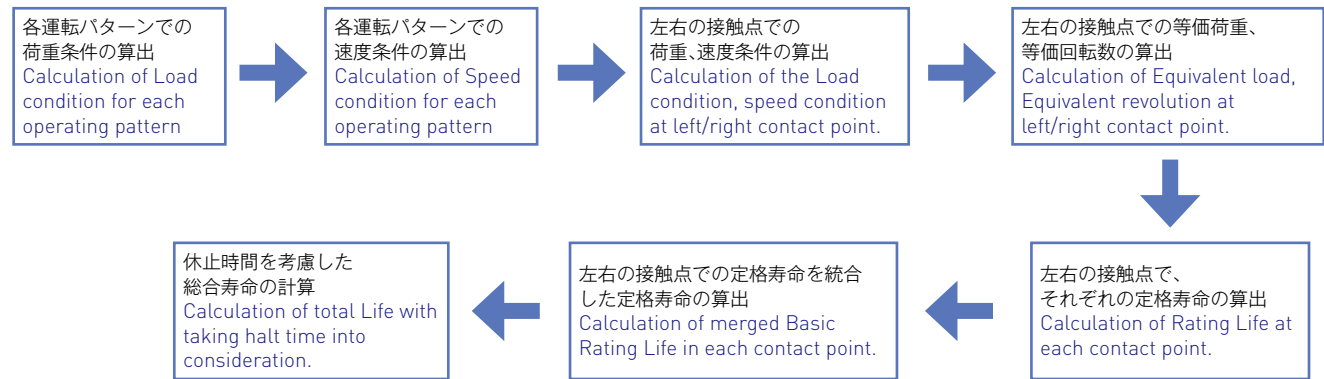 各運転パターンでの
荷重条件の算出
Calculation of Load
condition for each
operating pattern
各運転パターンでの
速度条件の算出
Calculation of Speed
condition for each
operating pattern
左右の接触点での
荷重、速度条件の算出
Calculation of the Load
condition, speed condition
at left/right contact point.
左右の接触点での等価荷重、
等価回転数の算出
Calculation of Equivalent load,
Equivalent revolution at
left/right contact point.
左右の接触点で、
それぞれの定格寿命の算出
Calculation of Rating Life at
each contact point.
左右の接触点での定格寿命を統合
した定格寿命の算出
Calculation of merged Basic
Rating Life in each contact point.
休止時間を考慮した
総合寿命の計算
Calculation of total Life with
taking halt time into
consideration.